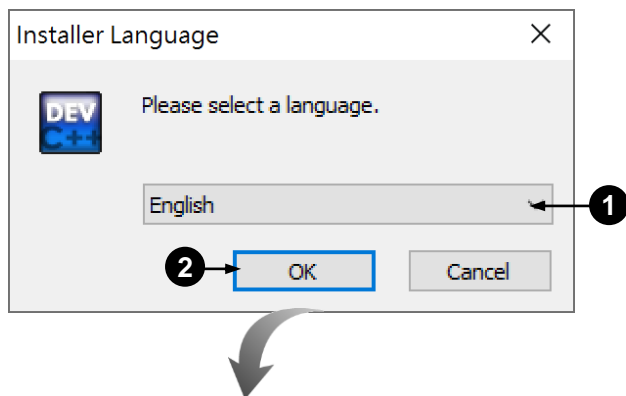 Installer Language
DEV
C++
Please select a language.
English
1
2
OK
Cancel